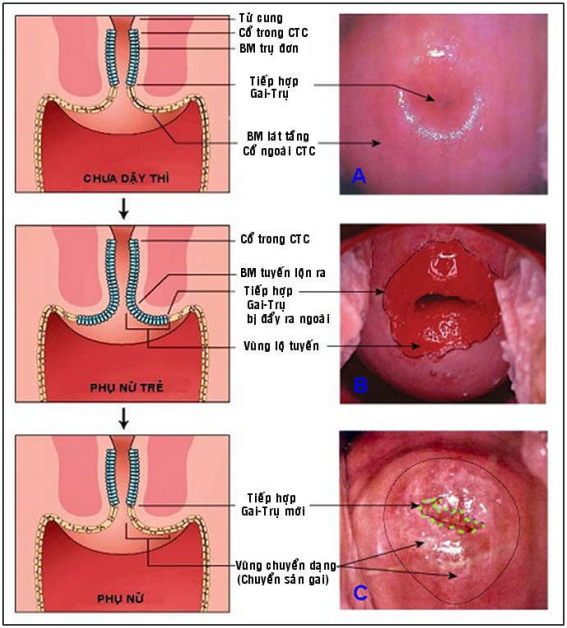 Tử cung
Cổ trong CTC
BM trụ đơn
Tiếp hợp
Gai-Trụ
BM lát tầng
Cổ ngoài CTC
CHƯA DẬY THÌ
A
Cổ trong CTC
BM tuyến lộn ra
Tiếp hợp
Gai-Trụ
bị đẩy ra ngoài
Vùng lộ tuyến
PHỤ NỮ TRẺ
B
Tiếp hợp
Gai-Trụ mới
Vùng chuyển dạng
(Chuyển sản gai)
PHỤ NỮ
C